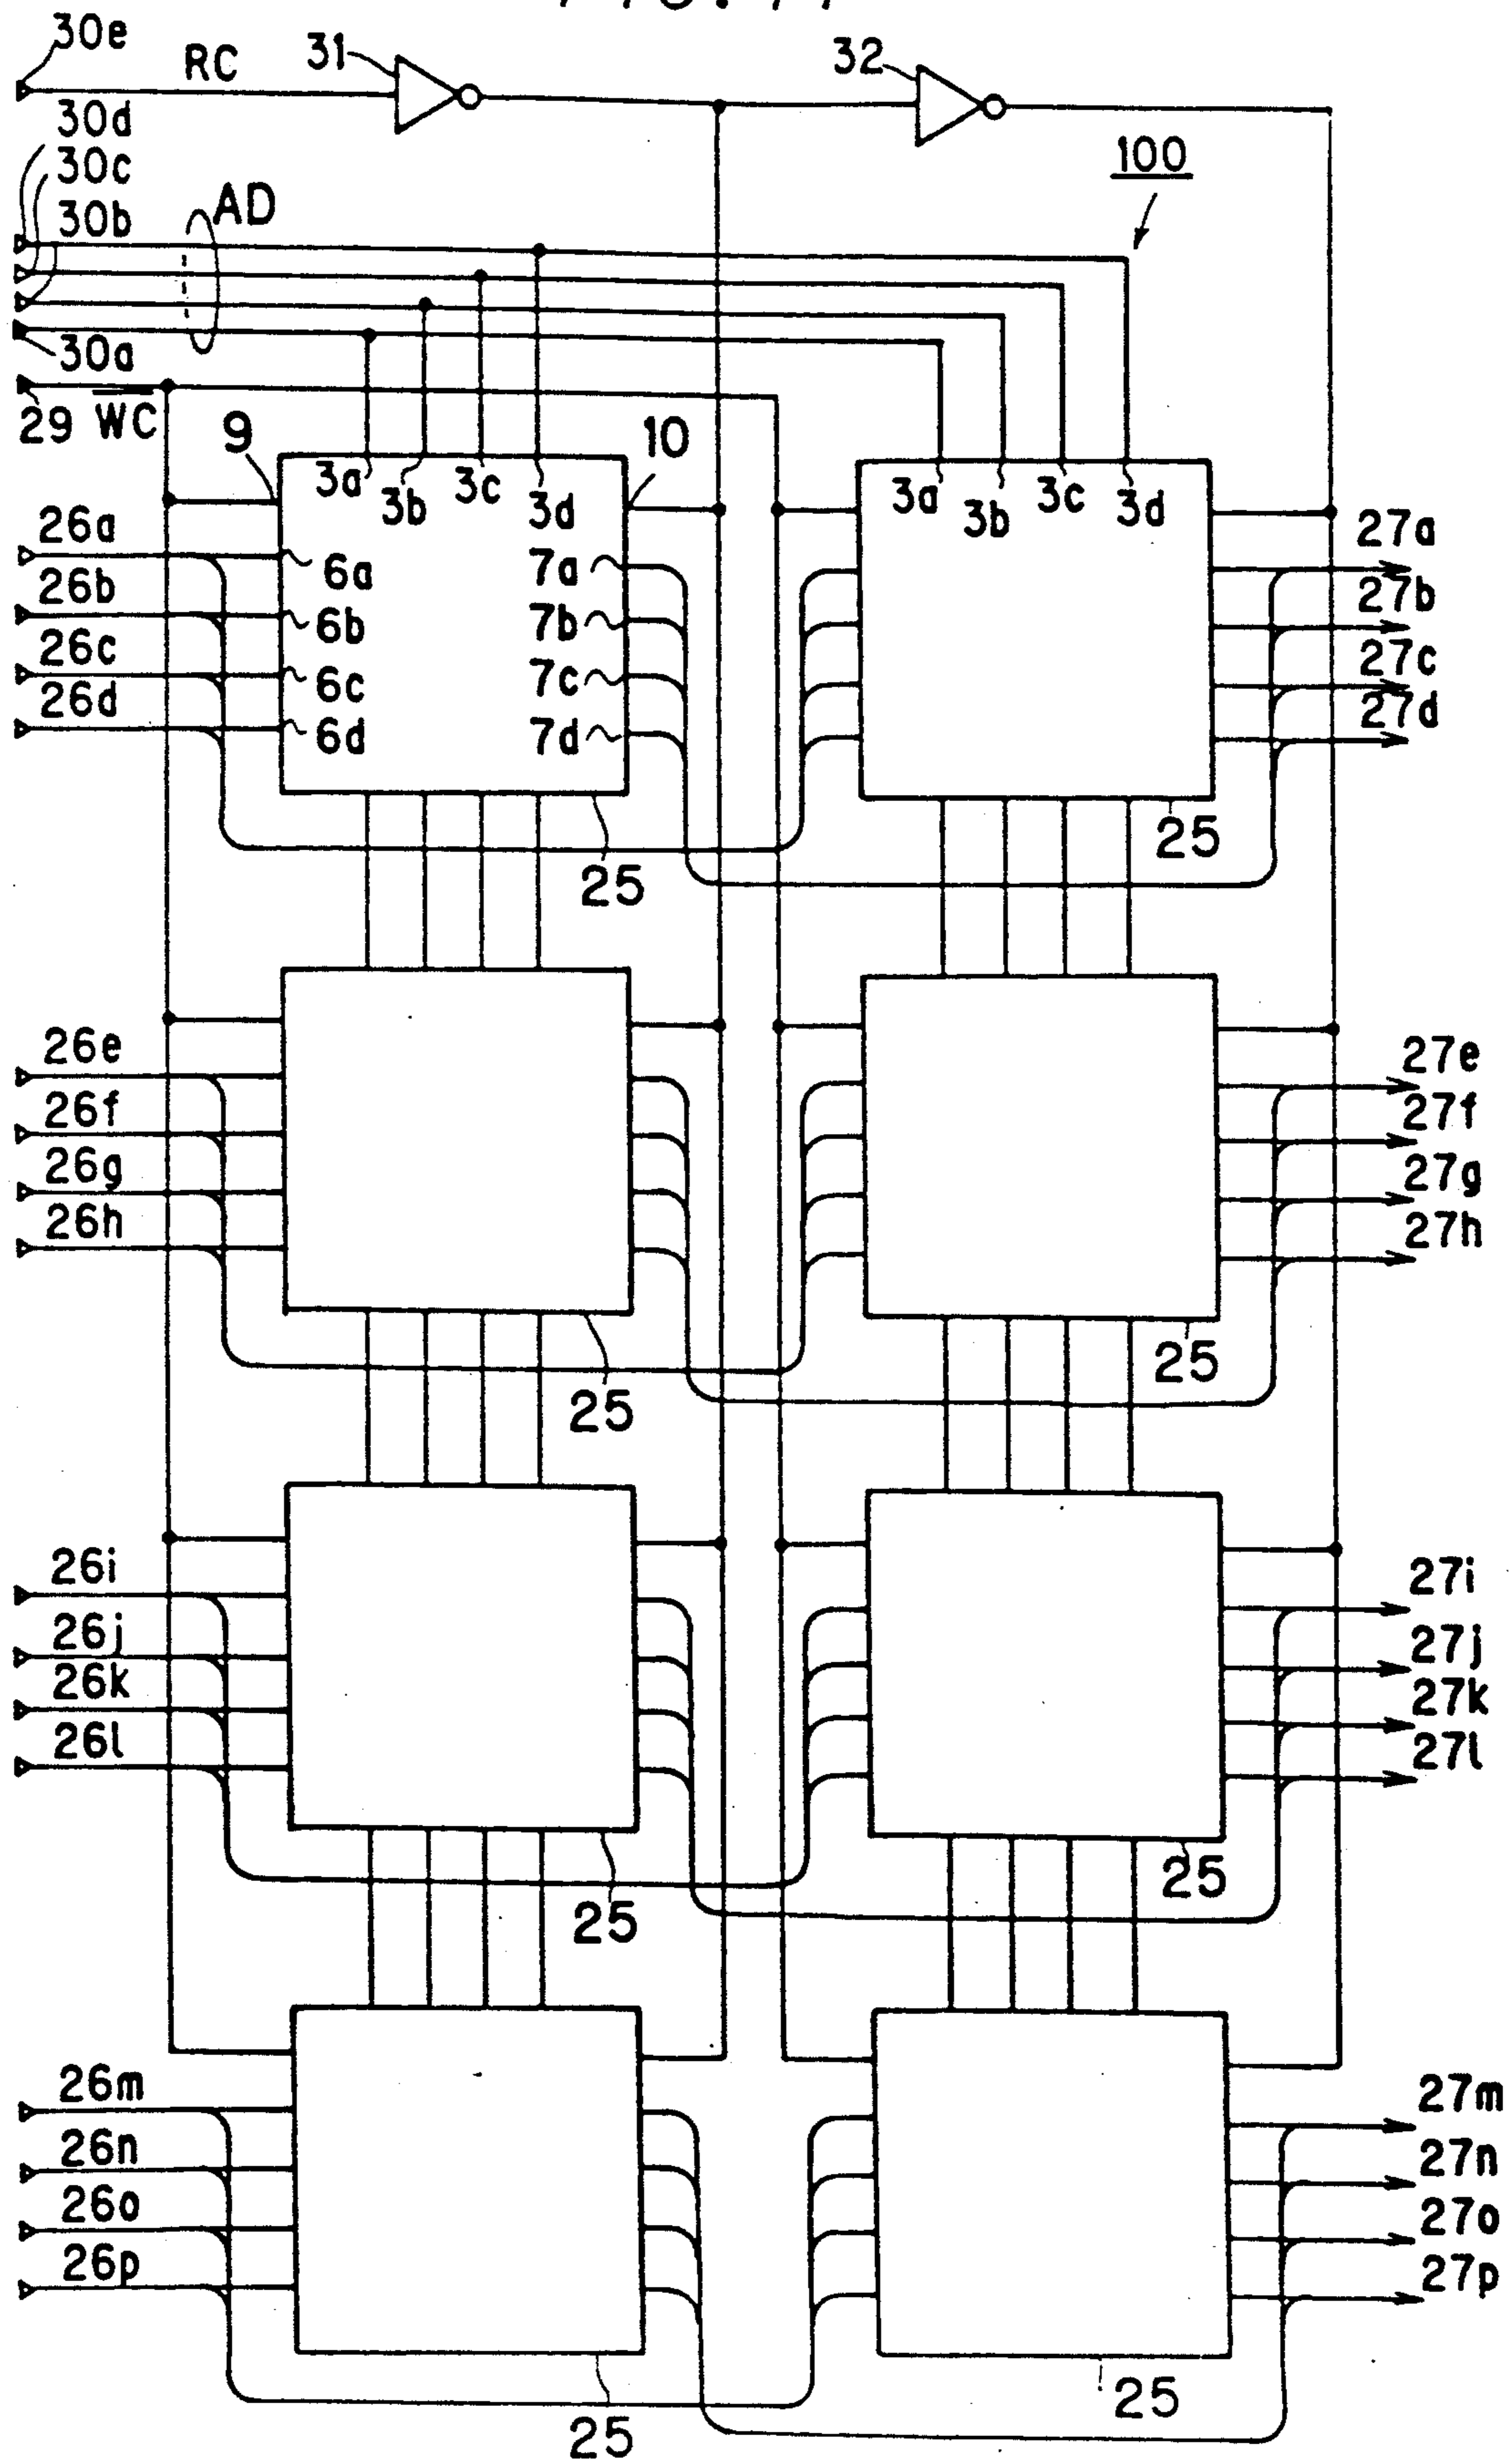 30e
RC
31
32
30d
30c
30b
AD
100
30a
29 WC
9
10
3a
3b
3c
3d
3a
3b
3c
3d
26a
6a
7a
27a
26b
6b
7b
27b
26c
6c
7c
27c
26d
6d
7d
27d
25
25
26e
27e
26f
27f
26g
27g
26h
27h
25
25
26i
27i
26j
27j
26k
27k
26l
27l
25
25
26m
27m
26n
27n
26o
27o
26p
27p
25
25